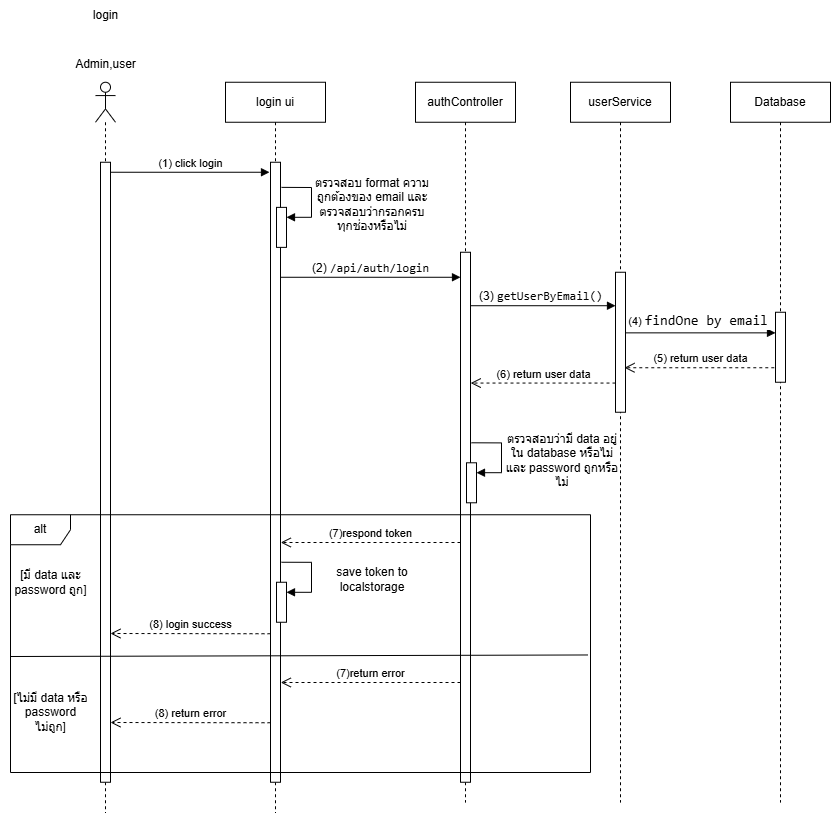 login
Admin,user
login ui
authController
userService
Database
(1) click login
ตรวจสอบ format ความ
ถูกต้องของ email และ
ตรวจสอบว่ากรอกครบ
ทุกช่องหรือไม่
(2) /api/auth/login
(3) getUserByEmail()
(4) findOne by email
(5) return user data
(6) return user data
ตรวจสอบว่ามี data อยู่
ใน database หรือไม่
และ password ถูกหรือ
ไม่
alt
(7)respond token
[มี data และ
password ถูก]
save token to
localstorage
(8) login success
(7)return error
[ไม่มี data หรือ
password
ไม่ถูก]
(8) return error